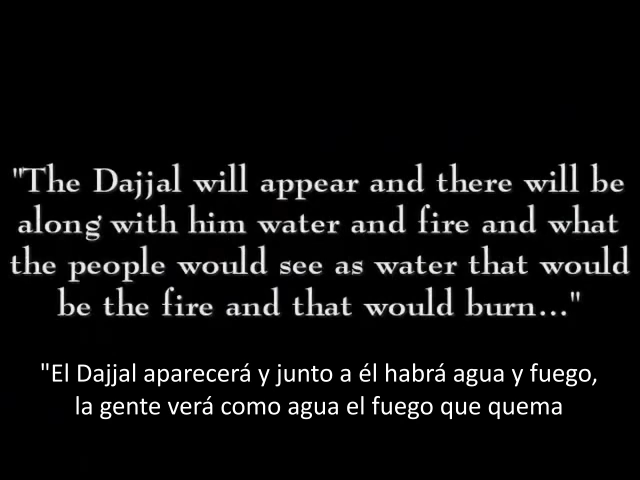 "The Dajjal will appear and there will be
along with him water and fire and what
the people would see as water that would
be the fire and that would burn..."
"El Dajjal aparecerá y junto a él habrá agua y fuego,
la gente verá como agua el fuego que quema